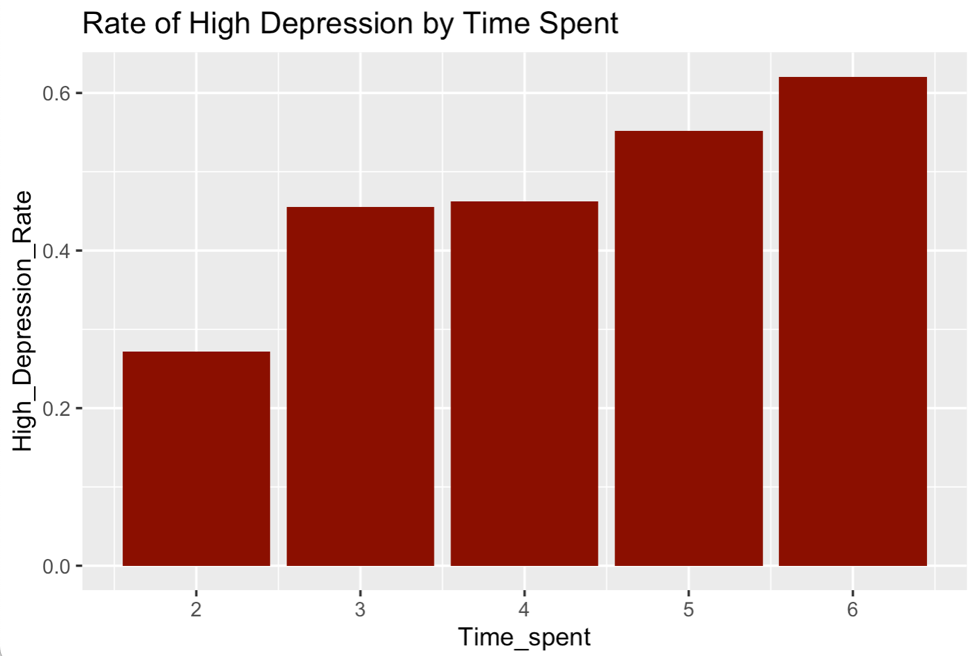 Rate of High Depression by Time Spent
High_Depression_Rate
0.6
0.4
0.2
0.0
2 3 4 5 6
Time_spent